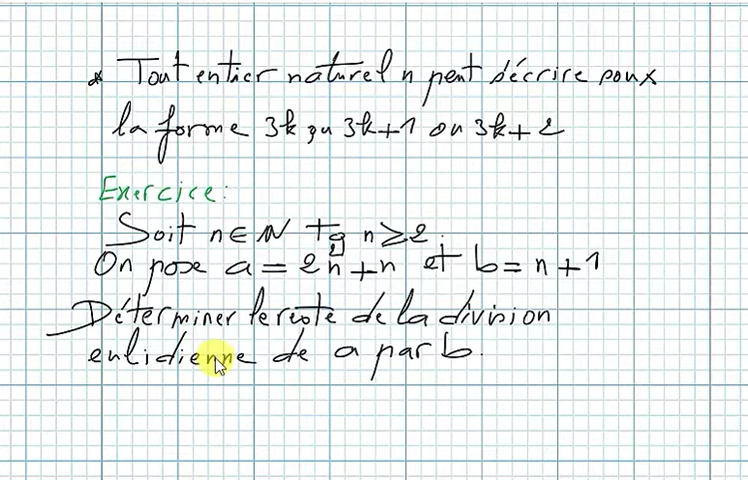 * Tout entier naturel n peut s'écrire sous
la forme 3k ou 3k+1 ou 3k+2
Exercice:
Soit n∈ℕ tq n≥2.
On pose a = 2n²+n et b = n+1
Déterminer le reste de la division
eulidienne de a par b.